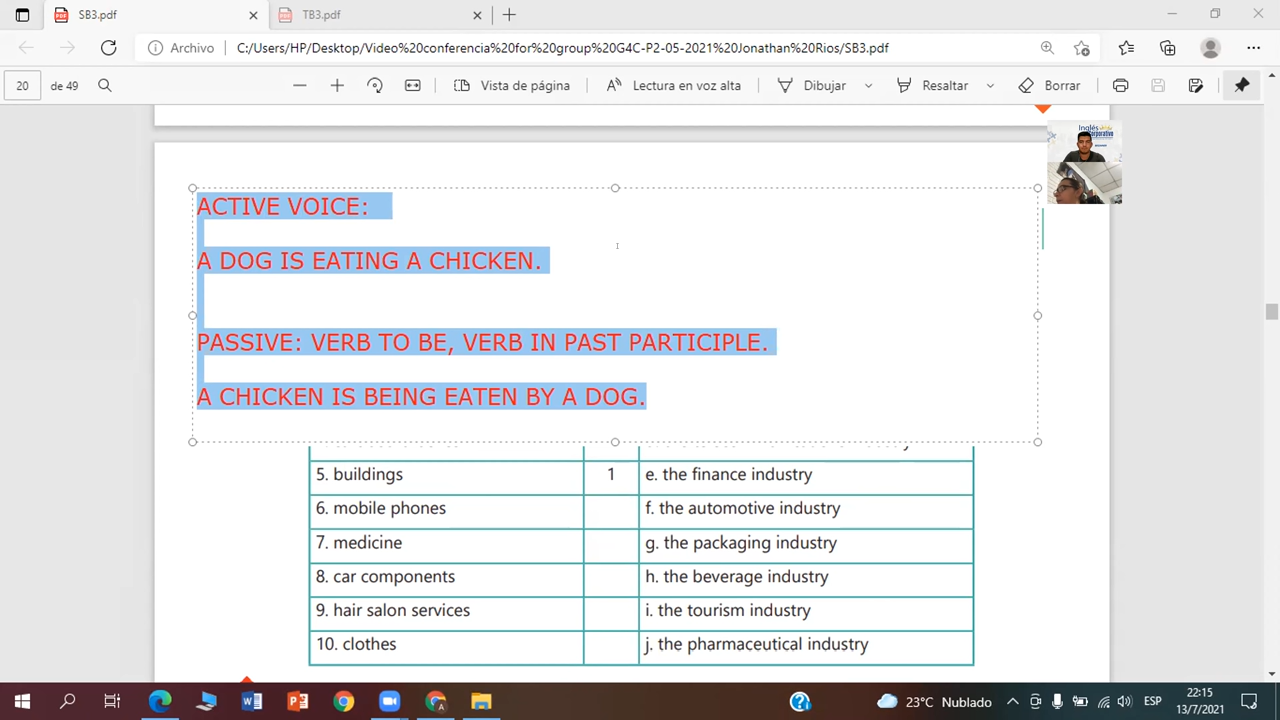 SB3.pdf
TB3.pdf
Archivo
C:/Users/HP/Desktop/Video%20conferencia%20for%20group%20G4C-P2-05-2021%20Jonathan%20Rios/SB3.pdf
20 de 49
Vista de página
Lectura en voz alta
Dibujar
Resaltar
Borrar
Inglés
ACTIVE VOICE:
A DOG IS EATING A CHICKEN.
PASSIVE: VERB TO BE, VERB IN PAST PARTICIPLE.
A CHICKEN IS BEING EATEN BY A DOG.
5. buildings 1 e. the finance industry
6. mobile phones f. the automotive industry
7. medicine g. the packaging industry
8. car components h. the beverage industry
9. hair salon services i. the tourism industry
10. clothes j. the pharmaceutical industry
23°C Nublado
ESP
22:15
13/7/2021